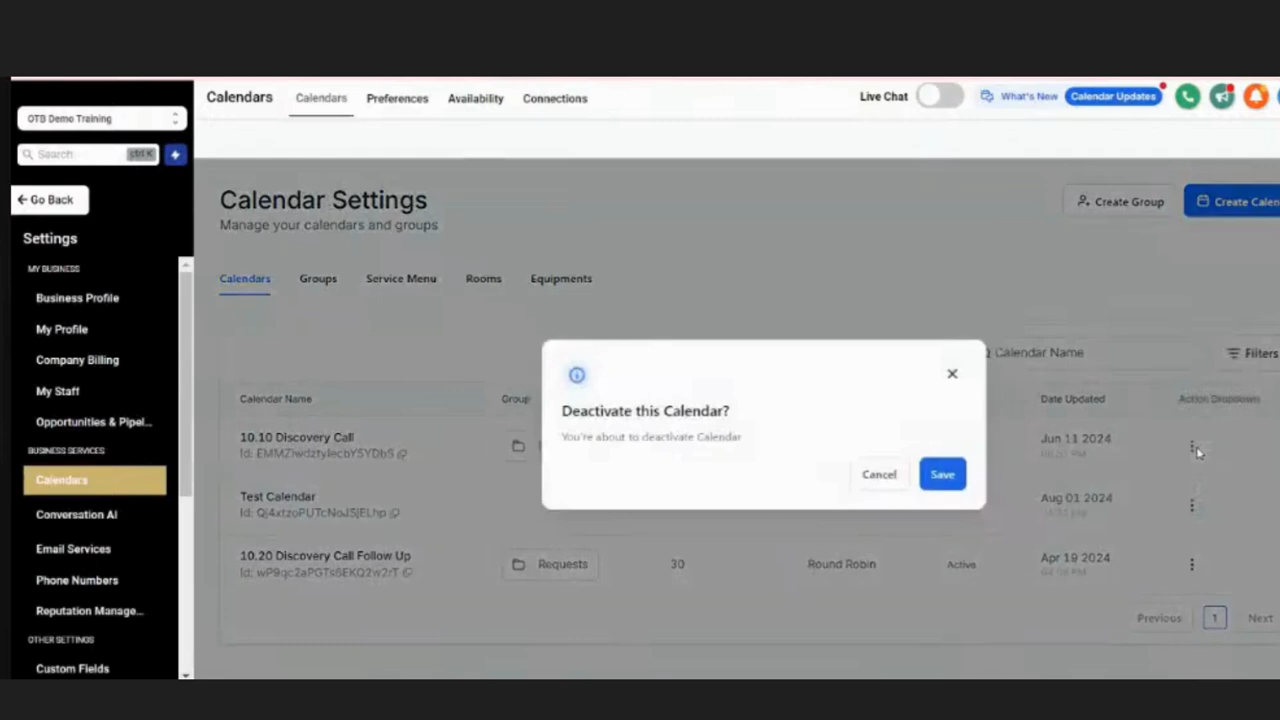 Calendars
Calendars
Preferences
Availability
Connections
Live Chat
What's New
Calendar Updates
OTB Demo Training
Search
ctrl K
Go Back
Settings
MY BUSINESS
Business Profile
My Profile
Company Billing
My Staff
Opportunities & Pipel...
BUSINESS SERVICES
Calendars
Conversation AI
Email Services
Phone Numbers
Reputation Manage...
OTHER SETTINGS
Custom Fields
Calendar Settings
Manage your calendars and groups
Create Group
Create Calen
Calendars
Groups
Service Menu
Rooms
Equipments
Calendar Name
Filters
Calendar Name
Group
Date Updated
Action Dropdown
10.10 Discovery Call
Id:
Jun 11 2024
Test Calendar
Id:
Aug 01 2024
10.20 Discovery Call Follow Up
Id:
Requests
30
Round Robin
Active
Apr 19 2024
Previous
1
Next
Deactivate this Calendar?
You're about to deactivate Calendar
Cancel
Save